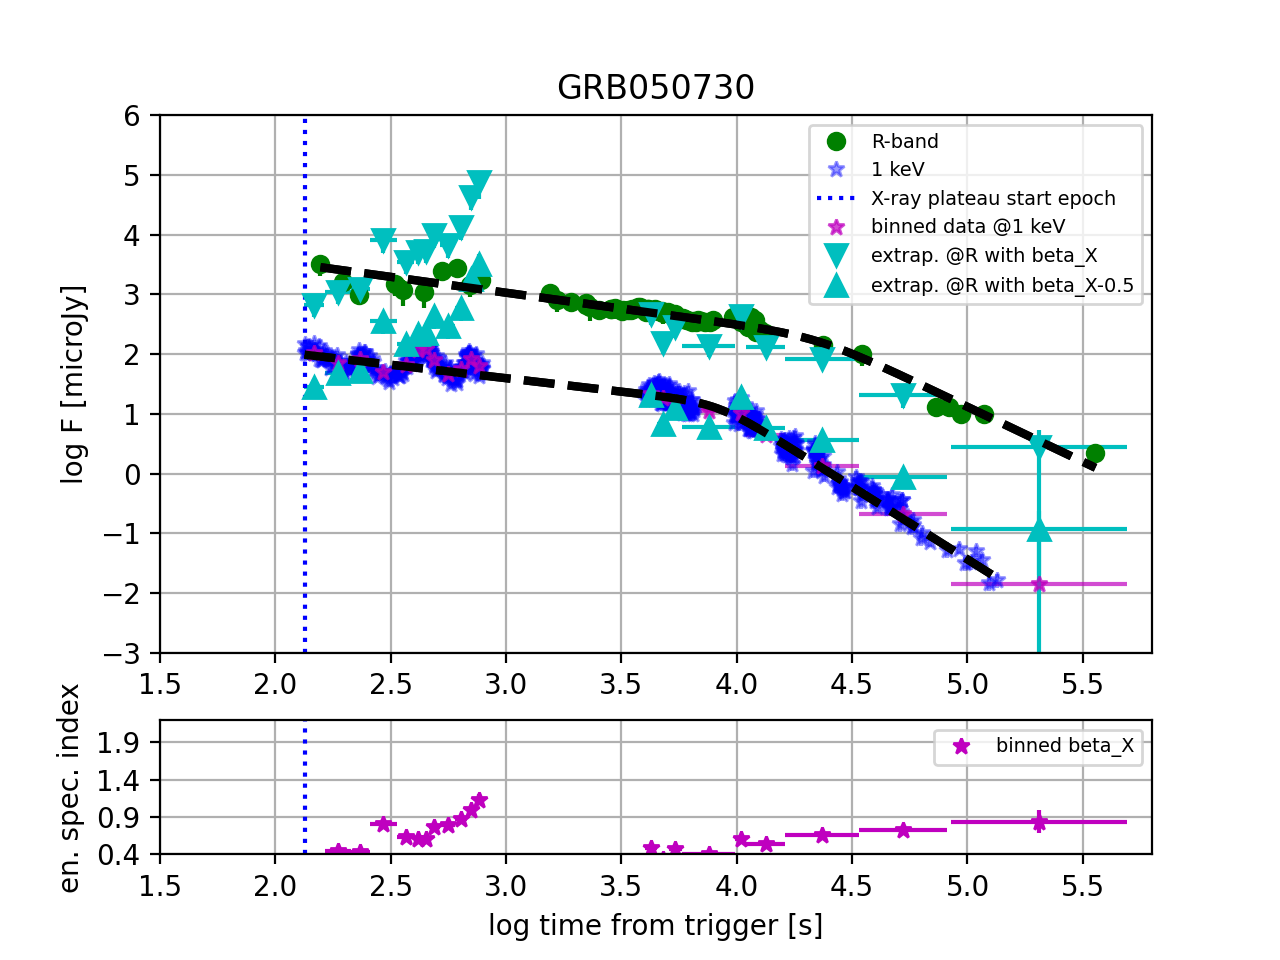 GRB050730
6
5
4
3
2
1
0
−1
−2
−3
log F [microJy]
R-band
1 keV
X-ray plateau start epoch
binned data @1 keV
extrap. @R with beta_X
extrap. @R with beta_X-0.5
1.5 2.0 2.5 3.0 3.5 4.0 4.5 5.0 5.5
1.9
1.4
0.9
0.4
en. spec. index
binned beta_X
1.5 2.0 2.5 3.0 3.5 4.0 4.5 5.0 5.5
log time from trigger [s]